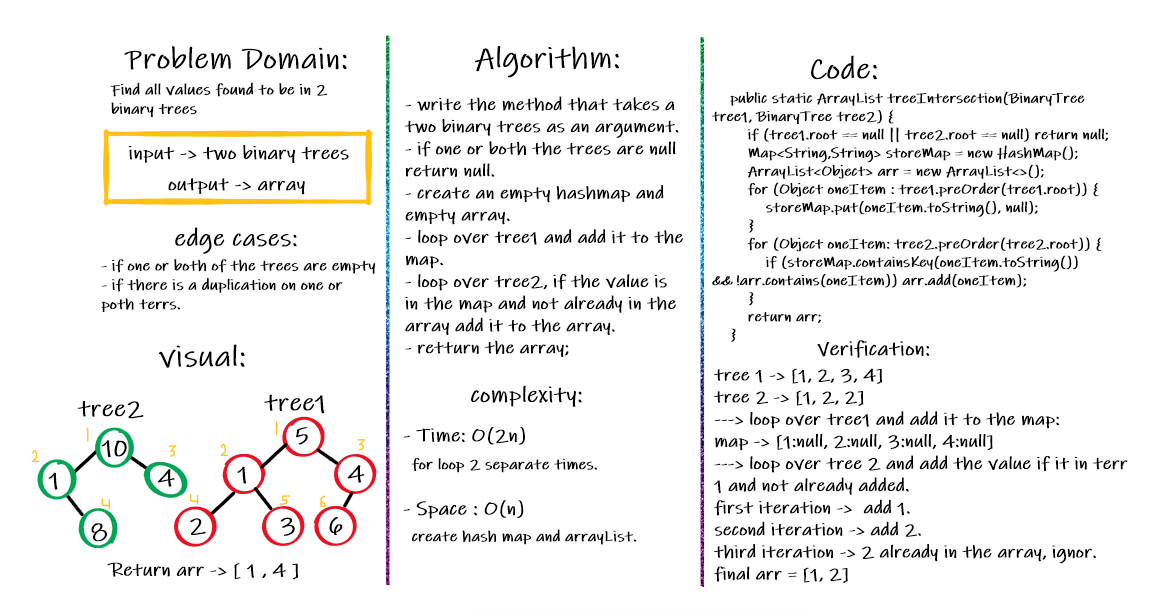 Problem Domain:
Find all values found to be in 2
binary trees
input -> two binary trees
output -> array
edge cases:
- if one or both of the trees are empty
- if there is a duplication on one or
poth terrs.
visual:
tree2
tree1
1
10
2
3
1
4
4
8
1
5
2
3
1
4
4
5
6
2
3
6
Return arr -> [ 1 , 4 ]
Algorithm:
- write the method that takes a
two binary trees as an argument.
- if one or both the trees are null
return null.
- create an empty hashmap and
empty array.
- loop over tree1 and add it to the
map.
- loop over tree2, if the value is
in the map and not already in the
array add it to the array.
- retturn the array;
complexity:
- Time: O(2n)
for loop 2 separate times.
- Space : O(n)
create hash map and arrayList.
Code:
public static ArrayList treeIntersection(BinaryTree
tree1, BinaryTree tree2) {
if (tree1.root == null || tree2.root == null) return null;
Map<String,String> storeMap = new HashMap();
ArrayList<Object> arr = new ArrayList<>();
for (Object oneItem : tree1.preOrder(tree1.root)) {
storeMap.put(oneItem.toString(), null);
}
for (Object oneItem: tree2.preOrder(tree2.root)) {
if (storeMap.containsKey(oneItem.toString())
&& !arr.contains(oneItem)) arr.add(oneItem);
}
return arr;
}
Verification:
tree 1 -> [1, 2, 3, 4]
tree 2 -> [1, 2, 2]
---> loop over tree1 and add it to the map:
map -> [1:null, 2:null, 3:null, 4:null]
---> loop over tree 2 and add the value if it in terr
1 and not already added.
first iteration -> add 1.
second iteration -> add 2.
third iteration -> 2 already in the array, ignor.
final arr = [1, 2]